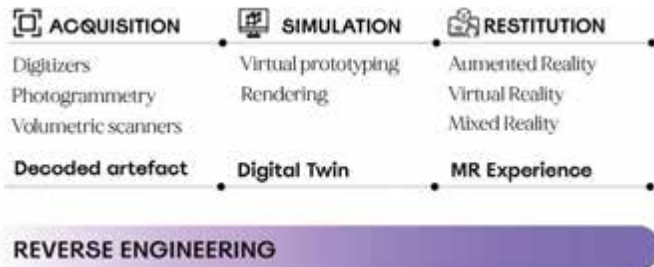 ACQUISITION
Digitizers
Photogrammetry
Volumetric scanners
Decoded artefact
SIMULATION
Virtual prototyping
Rendering
Digital Twin
RESTITUTION
Aumented Reality
Virtual Reality
Mixed Reality
MR Experience
REVERSE ENGINEERING